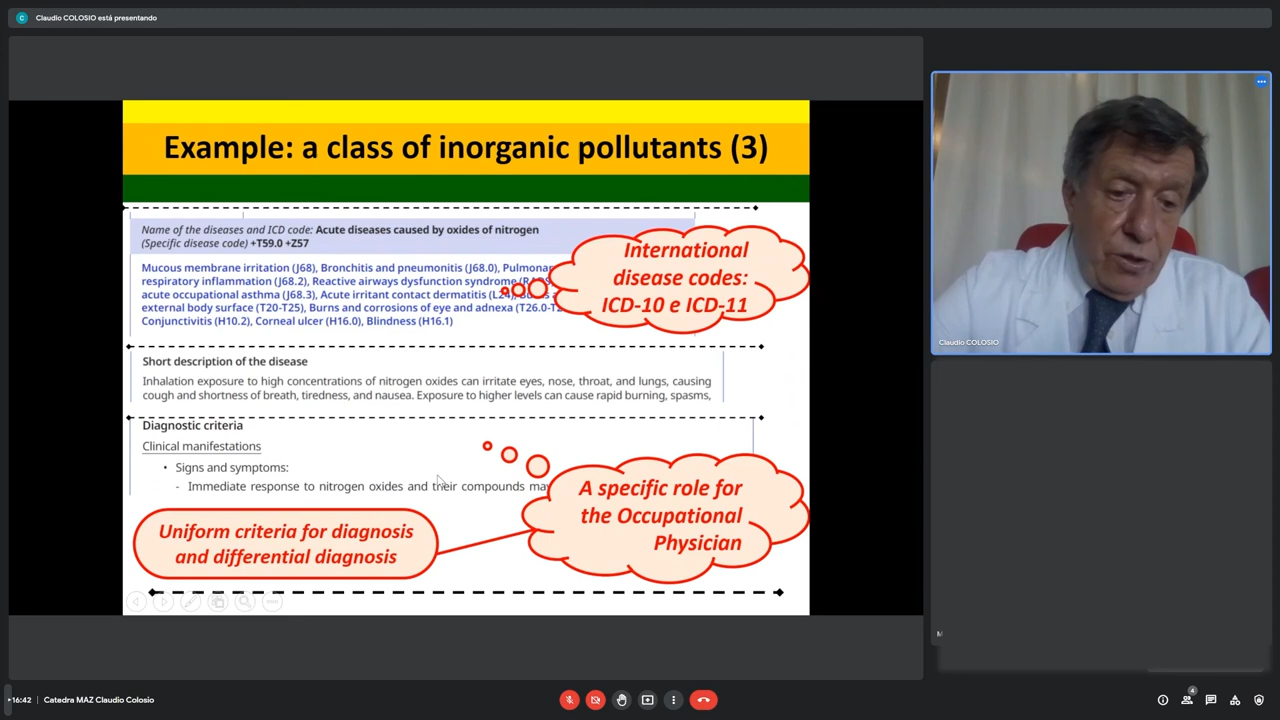 Claudio COLOSIO está presentando
C
Example: a class of inorganic pollutants (3)
Name of the diseases and ICD code: Acute diseases caused by oxides of nitrogen
(Specific disease code) +T59.0 +Z57
Mucous membrane irritation (J68), Bronchitis and pneumonitis (J68.0),
respiratory inflammation (J68.2), Reactive airways dysfunction syndrome
acute occupational asthma (J68.3), Acute irritant contact dermatitis
external body surface (T20-T25), Burns and corrosions of eye and adnexa
Conjunctivitis (H10.2), Corneal ulcer (H16.0), Blindness (H16.1)
International
disease codes:
ICD-10 e ICD-11
Short description of the disease
Inhalation exposure to high concentrations of nitrogen oxides can irritate eyes, nose, throat, and lungs, causing
cough and shortness of breath, tiredness, and nausea. Exposure to higher levels can cause rapid burning, spasms,
Diagnostic criteria
Clinical manifestations
• Signs and symptoms:
- Immediate response to nitrogen oxides and their compounds may
A specific role for
the Occupational
Physician
Uniform criteria for diagnosis
and differential diagnosis
Claudio COLOSIO
M
16:42 | Catedra MAZ Claudio Colosio
4